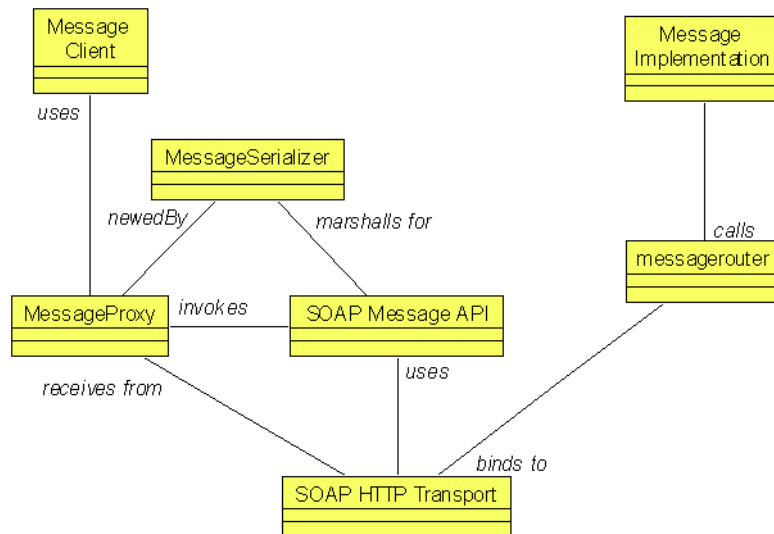 Message
Client
Message
Implementation
uses
MessageSerializer
newedBy
marshalls for
calls
messagerouter
MessageProxy
invokes
SOAP Message API
receives from
uses
binds to
SOAP HTTP Transport